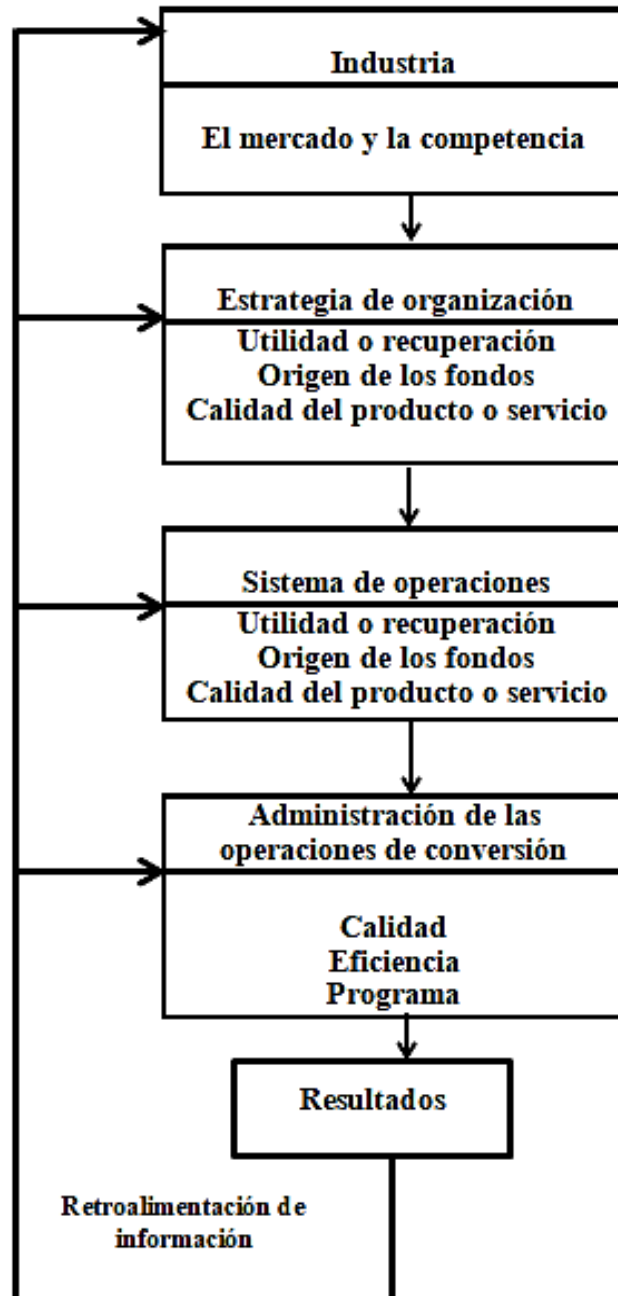 Industria
El mercado y la competencia
Estrategia de organización
Utilidad o recuperación
Origen de los fondos
Calidad del producto o servicio
Sistema de operaciones
Utilidad o recuperación
Origen de los fondos
Calidad del producto o servicio
Administración de las
operaciones de conversión
Calidad
Eficiencia
Programa
Resultados
Retroalimentación de
información